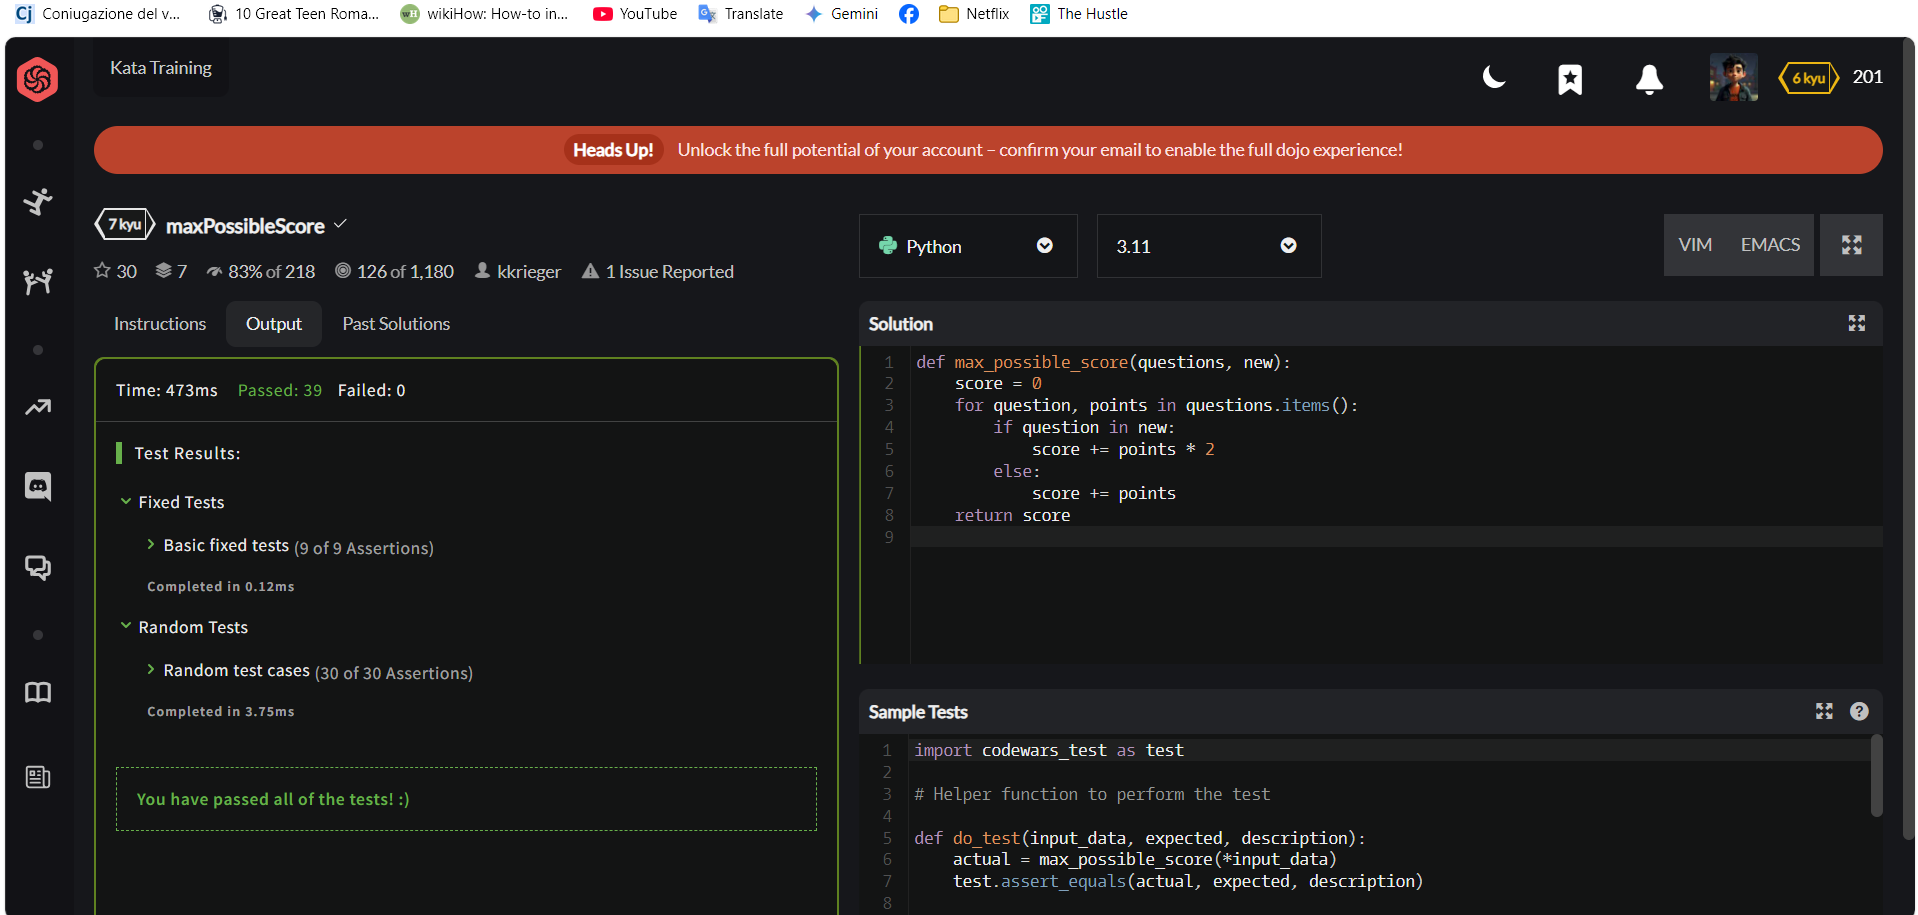 Cj Coniugazione del v... 10 Great Teen Roma... wH wikiHow: How-to in... YouTube Translate Gemini Netflix The Hustle
Kata Training
6 kyu 201
Heads Up! Unlock the full potential of your account – confirm your email to enable the full dojo experience!
7 kyu maxPossibleScore
30 7 83% of 218 126 of 1,180 kkrieger 1 Issue Reported
Instructions Output Past Solutions
Time: 473ms Passed: 39 Failed: 0
Test Results:
Fixed Tests
Basic fixed tests (9 of 9 Assertions)
Completed in 0.12ms
Random Tests
Random test cases (30 of 30 Assertions)
Completed in 3.75ms
You have passed all of the tests! :)
Python 3.11 VIM EMACS
Solution
1 def max_possible_score(questions, new):
2     score = 0
3     for question, points in questions.items():
4         if question in new:
5             score += points * 2
6         else:
7             score += points
8     return score
9
Sample Tests ?
1 import codewars_test as test
2
3 # Helper function to perform the test
4
5 def do_test(input_data, expected, description):
6     actual = max_possible_score(*input_data)
7     test.assert_equals(actual, expected, description)
8